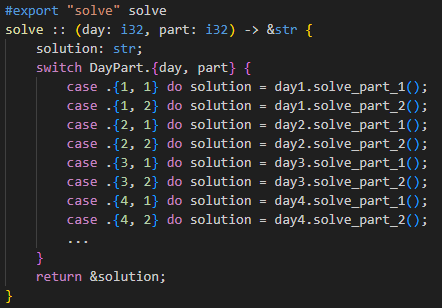 #export "solve" solve
solve :: (day: i32, part: i32) -> &str {
    solution: str;
    switch DayPart.{day, part} {
        case .{1, 1} do solution = day1.solve_part_1();
        case .{1, 2} do solution = day1.solve_part_2();
        case .{2, 1} do solution = day2.solve_part_1();
        case .{2, 2} do solution = day2.solve_part_2();
        case .{3, 1} do solution = day3.solve_part_1();
        case .{3, 2} do solution = day3.solve_part_2();
        case .{4, 1} do solution = day4.solve_part_1();
        case .{4, 2} do solution = day4.solve_part_2();
        ...
    }
    return &solution;
}